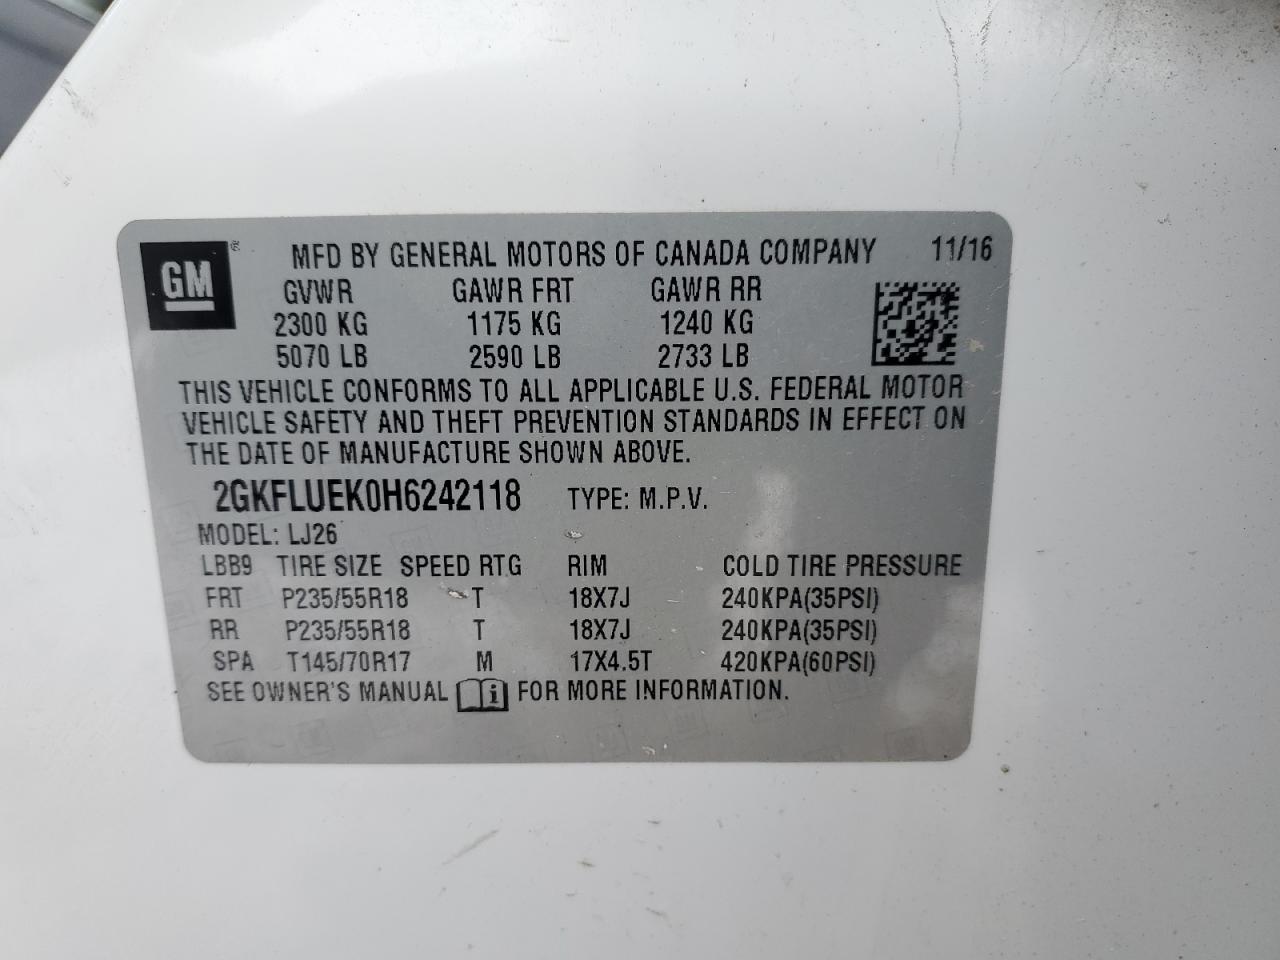 GM® MFD BY GENERAL MOTORS OF CANADA COMPANY 11/16
GVWR GAWR FRT GAWR RR
2300 KG 1175 KG 1240 KG
5070 LB 2590 LB 2733 LB
THIS VEHICLE CONFORMS TO ALL APPLICABLE U.S. FEDERAL MOTOR
VEHICLE SAFETY AND THEFT PREVENTION STANDARDS IN EFFECT ON
THE DATE OF MANUFACTURE SHOWN ABOVE.
2GKFLUEK0H6242118 TYPE: M.P.V.
MODEL: LJ26
LBB9 TIRE SIZE SPEED RTG RIM COLD TIRE PRESSURE
FRT P235/55R18 T 18X7J 240KPA(35PSI)
RR P235/55R18 T 18X7J 240KPA(35PSI)
SPA T145/70R17 M 17X4.5T 420KPA(60PSI)
SEE OWNER'S MANUAL i FOR MORE INFORMATION.